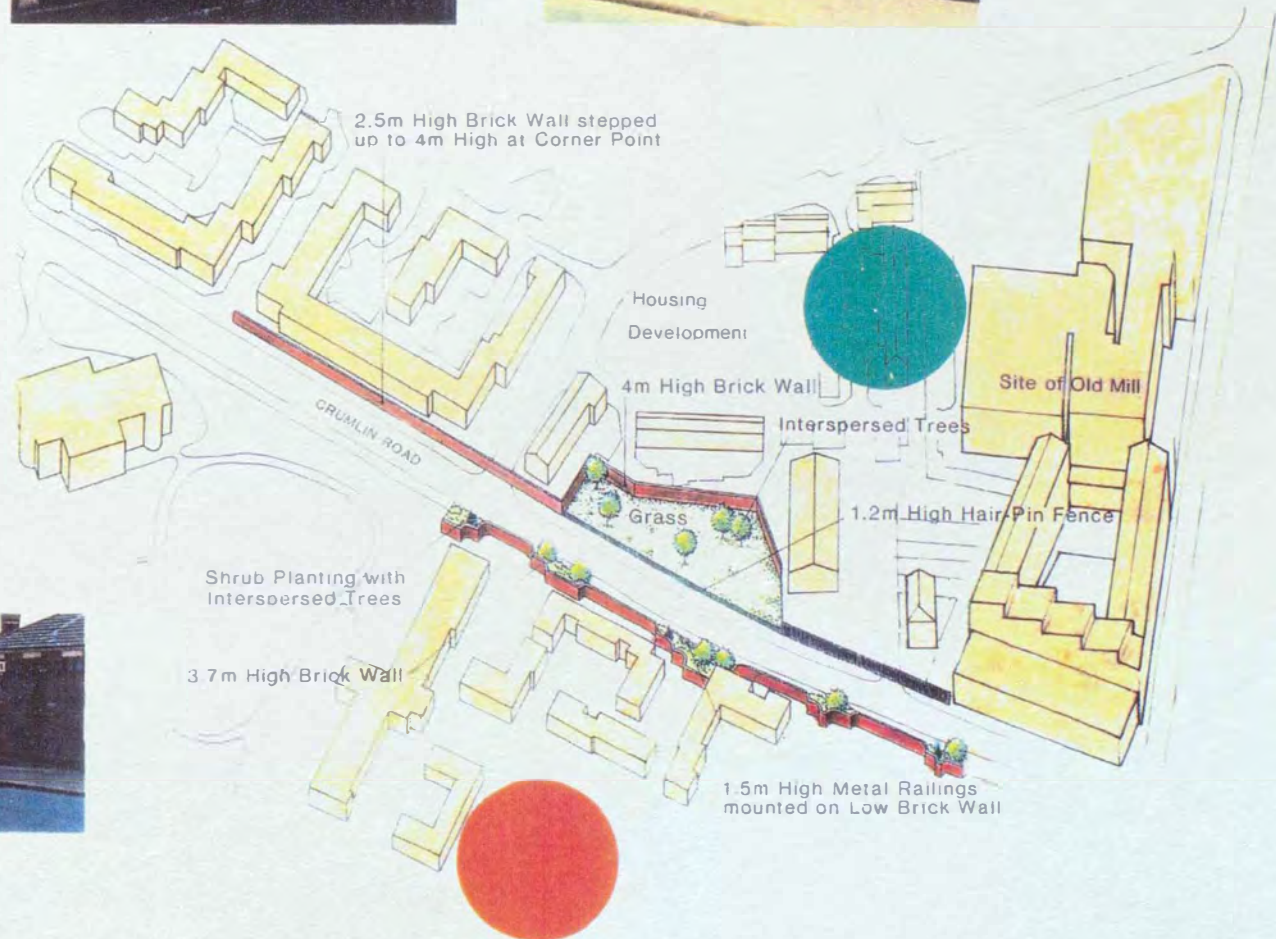 2.5m High Brick Wall stepped
up to 4m High at Corner Point
Housing
Development
4m High Brick Wall
Site of Old Mill
Interspersed Trees
CRUMLIN ROAD
Grass
1.2m High Hair-Pin Fence
Shrub Planting with
Interspersed Trees
3.7m High Brick Wall
1.5m High Metal Railings
mounted on Low Brick Wall